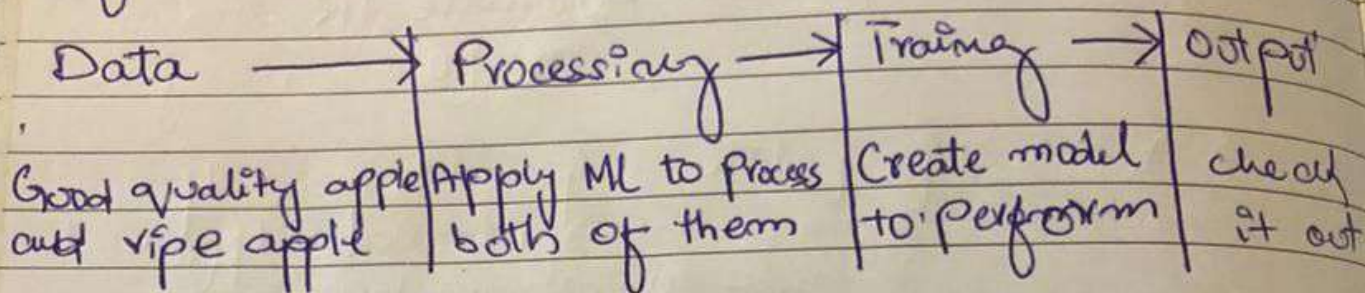 Data → Processing → Training → Output
Good quality apple Apply ML to Process Create model check
and ripe apple both of them to perform it out